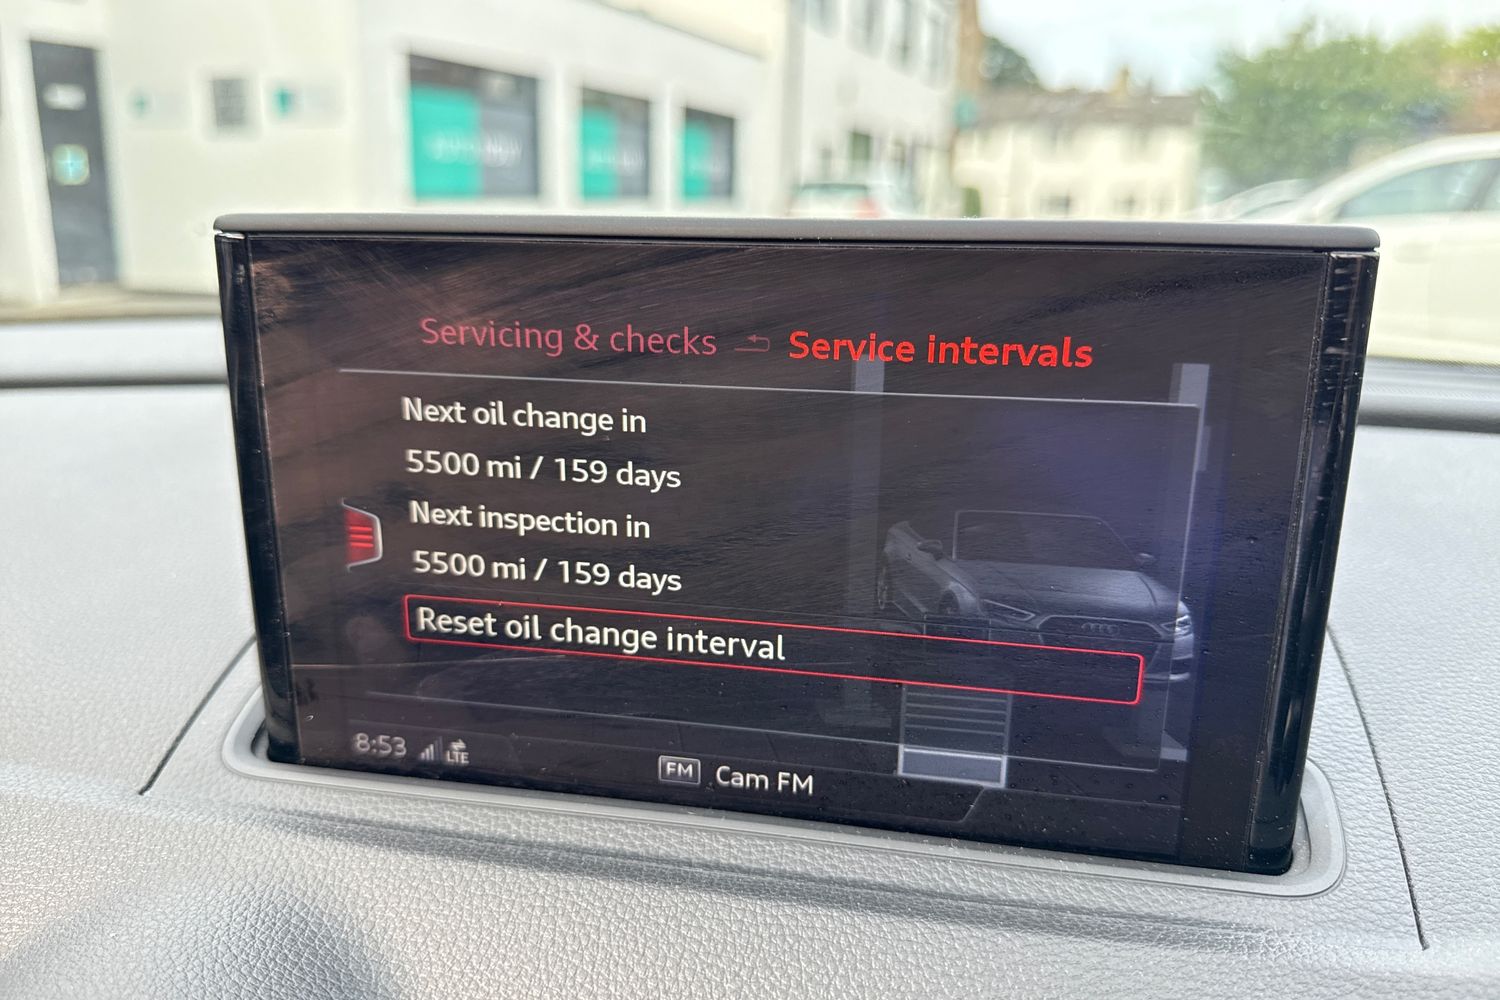 Servicing & checks Service intervals
Next oil change in
5500 mi / 159 days
Next inspection in
5500 mi / 159 days
Reset oil change interval
8:53 LTE
FM Cam FM